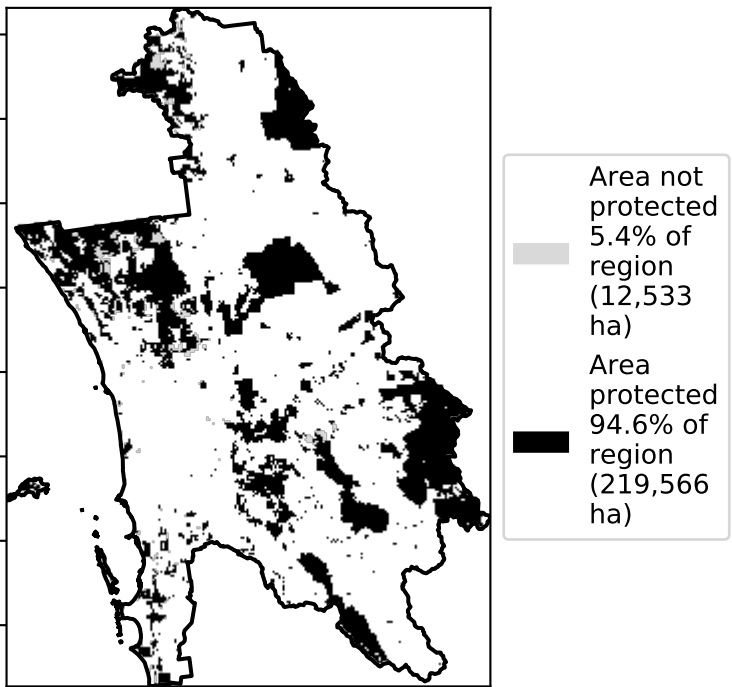 Area not
protected
5.4% of
region
(12,533
ha)
Area
protected
94.6% of
region
(219,566
ha)